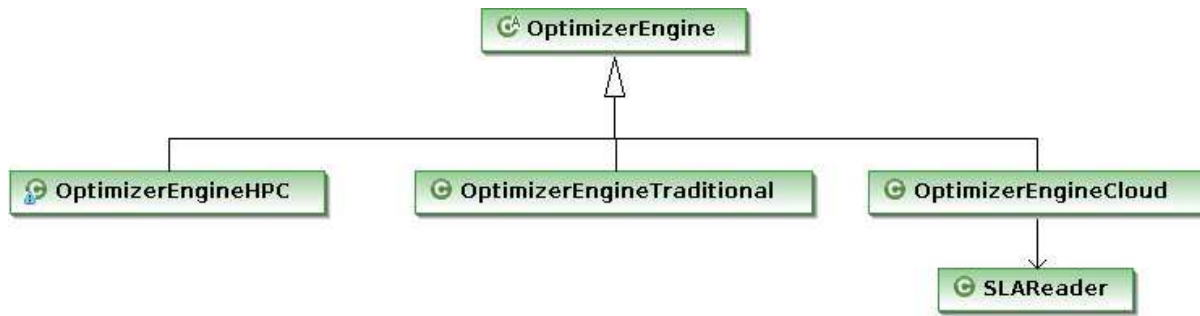 OptimizerEngine
OptimizerEngineHPC
OptimizerEngineTraditional
OptimizerEngineCloud
SLAReader